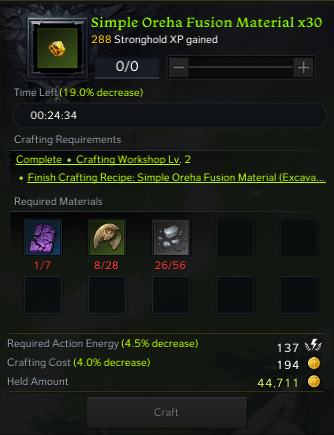 Simple Oreha Fusion Material x30
288 Stronghold XP gained
0/0
Time Left(19.0% decrease)
00:24:34
Crafting Requirements
Complete • Crafting Workshop Lv. 2
• Finish Crafting Recipe: Simple Oreha Fusion Material (Excava...
Required Materials
1/7 8/28 26/56
Required Action Energy (4.5% decrease) 137
Crafting Cost (4.0% decrease) 194
Held Amount 44,711
Craft